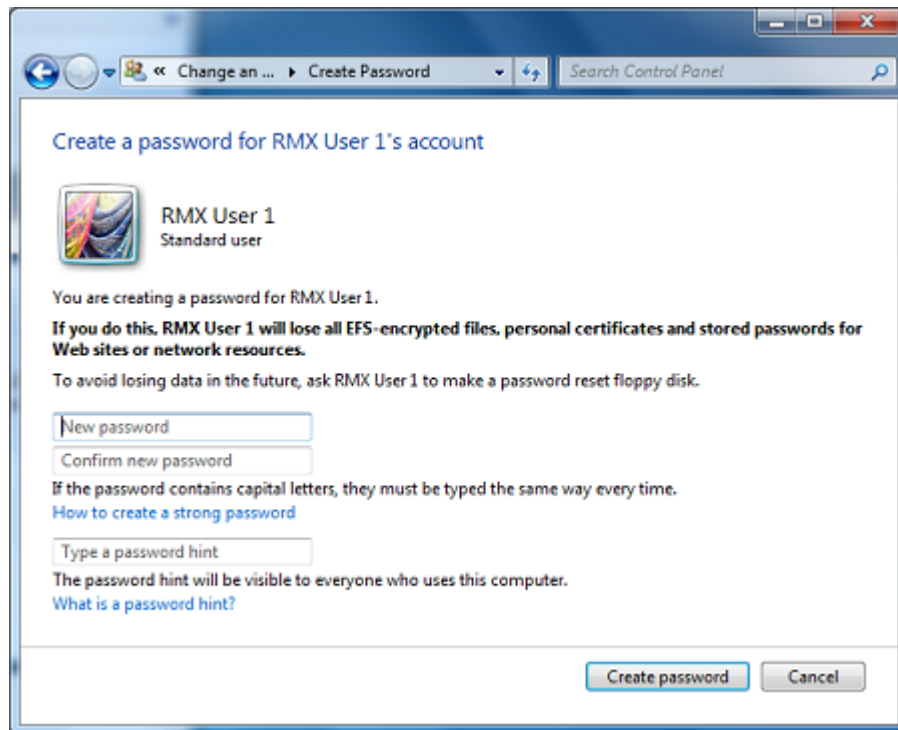 « Change an ... ▸ Create Password Search Control Panel
Create a password for RMX User 1's account
RMX User 1
Standard user
You are creating a password for RMX User 1.
If you do this, RMX User 1 will lose all EFS-encrypted files, personal certificates and stored passwords for
Web sites or network resources.
To avoid losing data in the future, ask RMX User 1 to make a password reset floppy disk.
New password
Confirm new password
If the password contains capital letters, they must be typed the same way every time.
How to create a strong password
Type a password hint
The password hint will be visible to everyone who uses this computer.
What is a password hint?
Create password Cancel